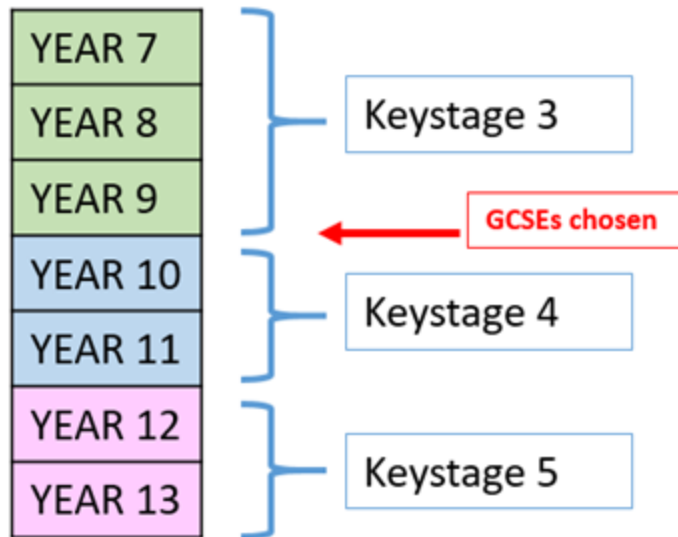 YEAR 7
YEAR 8
YEAR 9
YEAR 10
YEAR 11
YEAR 12
YEAR 13
Keystage 3
GCSEs chosen
Keystage 4
Keystage 5